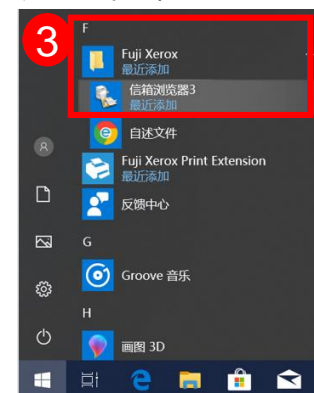 3
F
Fuji Xerox
最近添加
信箱浏览器3
最近添加
自述文件
Fuji Xerox Print Extension
最近添加
反馈中心
G
Groove 音乐
H
画图 3D